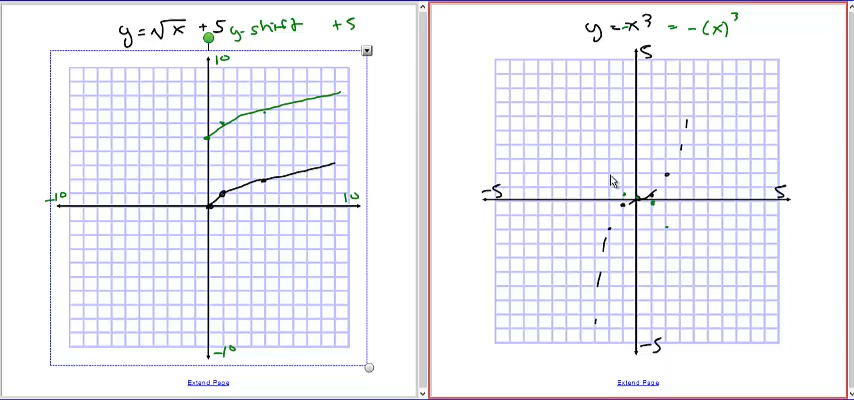 y=√x +5 y-shift +5
10
-10 10
-10
Extend Page
y=-x³ = -(x)³
5
-5 5
-5
Extend Page